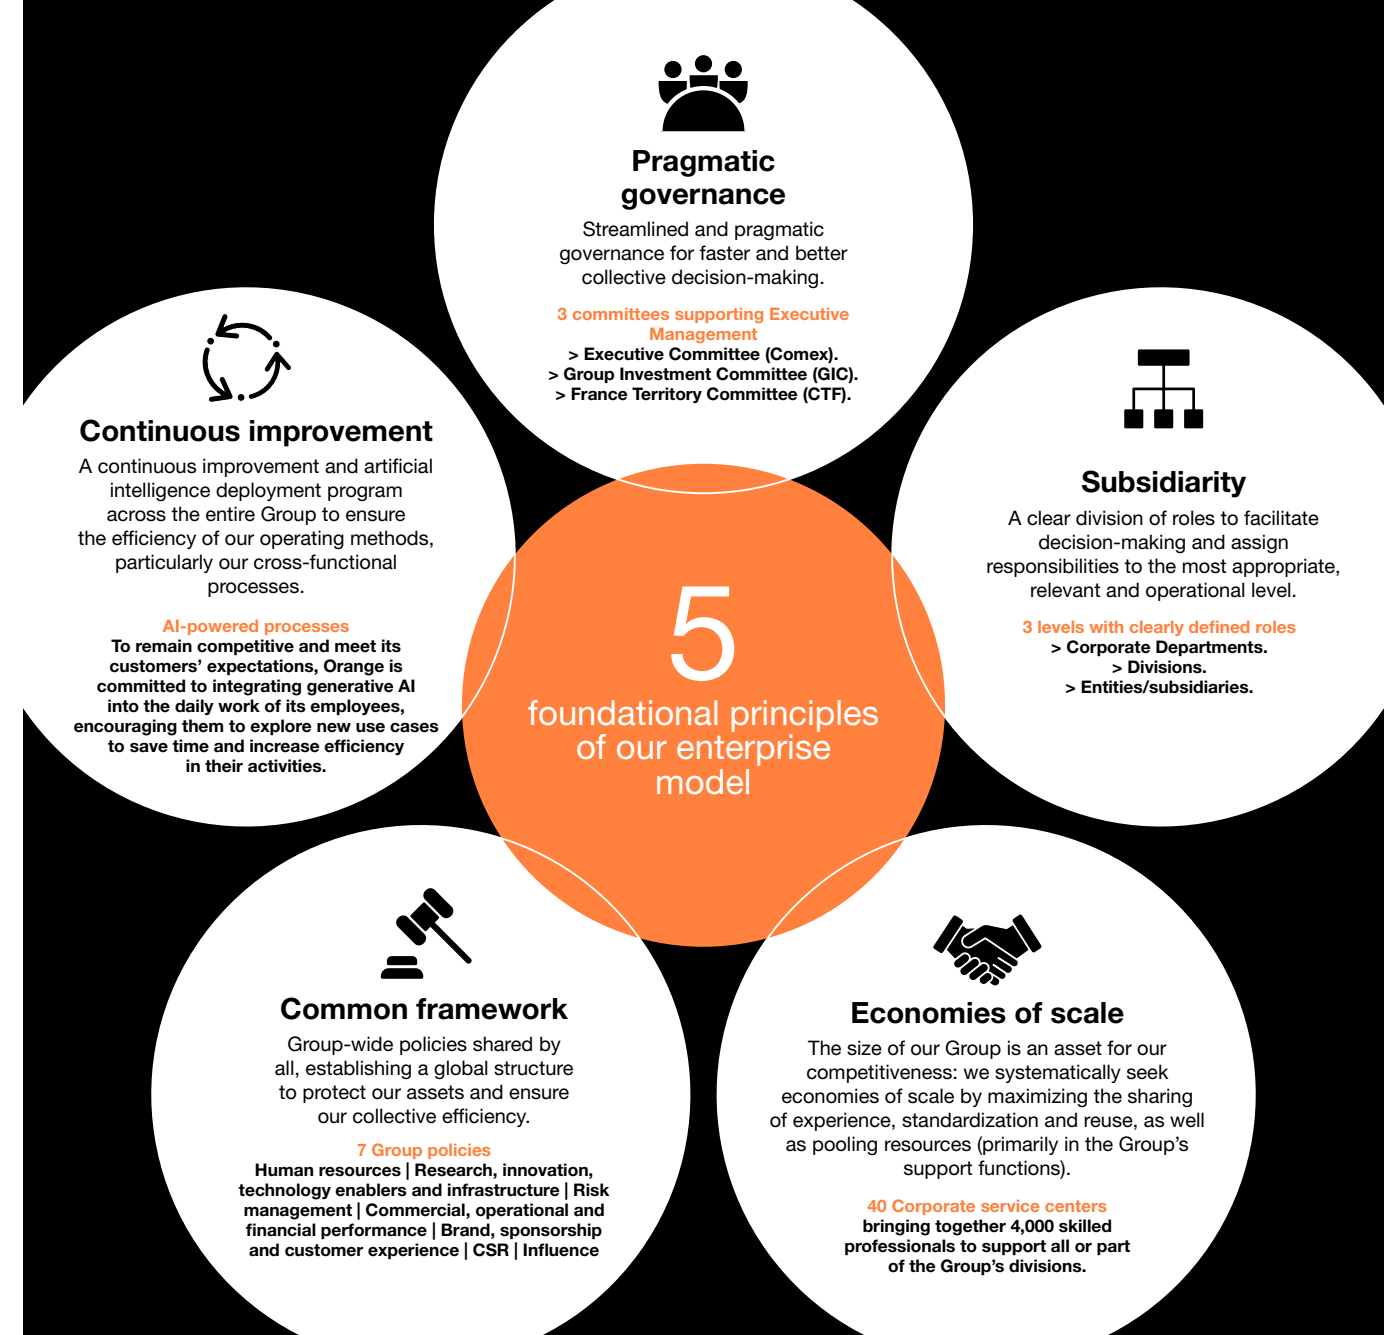 Pragmatic
governance
Streamlined and pragmatic
governance for faster and better
collective decision-making.
3 committees supporting Executive
Management
> Executive Committee (Comex).
> Group Investment Committee (GIC).
> France Territory Committee (CTF).
Continuous improvement
A continuous improvement and artificial
intelligence deployment program
across the entire Group to ensure
the efficiency of our operating methods,
particularly our cross-functional
processes.
AI-powered processes
To remain competitive and meet its
customers’ expectations, Orange is
committed to integrating generative AI
into the daily work of its employees,
encouraging them to explore new use cases
to save time and increase efficiency
in their activities.
Subsidiarity
A clear division of roles to facilitate
decision-making and assign
responsibilities to the most appropriate,
relevant and operational level.
3 levels with clearly defined roles
> Corporate Departments.
> Divisions.
> Entities/subsidiaries.
5
foundational principles
of our enterprise
model
Common framework
Group-wide policies shared by
all, establishing a global structure
to protect our assets and ensure
our collective efficiency.
7 Group policies
Human resources | Research, innovation,
technology enablers and infrastructure | Risk
management | Commercial, operational and
financial performance | Brand, sponsorship
and customer experience | CSR | Influence
Economies of scale
The size of our Group is an asset for our
competitiveness: we systematically seek
economies of scale by maximizing the sharing
of experience, standardization and reuse, as well
as pooling resources (primarily in the Group’s
support functions).
40 Corporate service centers
bringing together 4,000 skilled
professionals to support all or part
of the Group’s divisions.